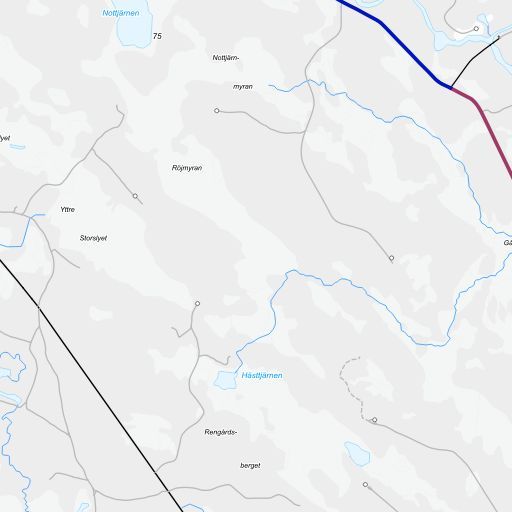 Nottjärnen
75
Nottjärn-
myran
Röjmyran
Yttre
Storslyet
Hästtjärnen
Rengårds-
berget